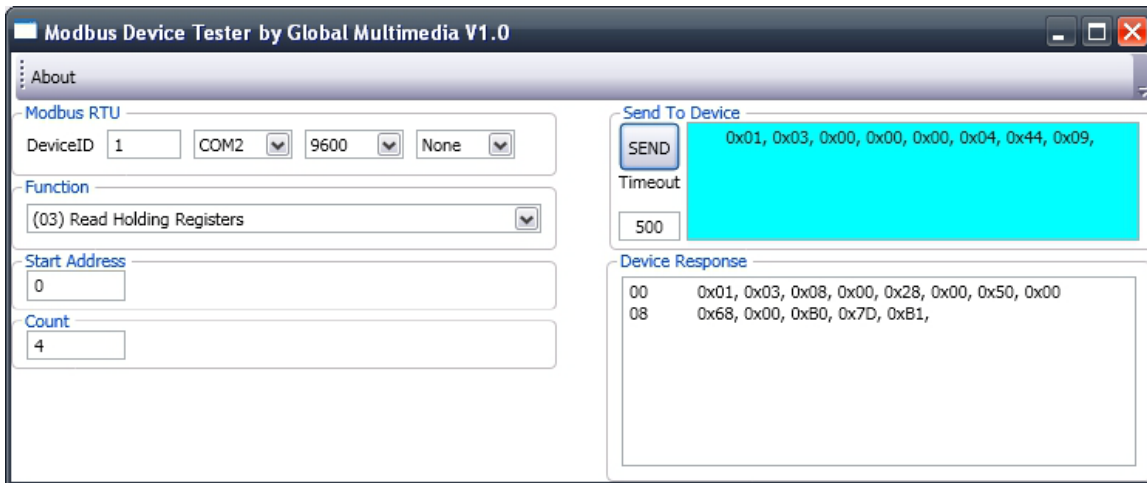 Modbus Device Tester by Global Multimedia V1.0
About
Modbus RTU
DeviceID 1 COM2 9600 None
Function
(03) Read Holding Registers
Start Address
0
Count
4
Send To Device
SEND
0x01, 0x03, 0x00, 0x00, 0x00, 0x04, 0x44, 0x09,
Timeout
500
Device Response
00 0x01, 0x03, 0x08, 0x00, 0x28, 0x00, 0x50, 0x00
08 0x68, 0x00, 0xB0, 0x7D, 0xB1,